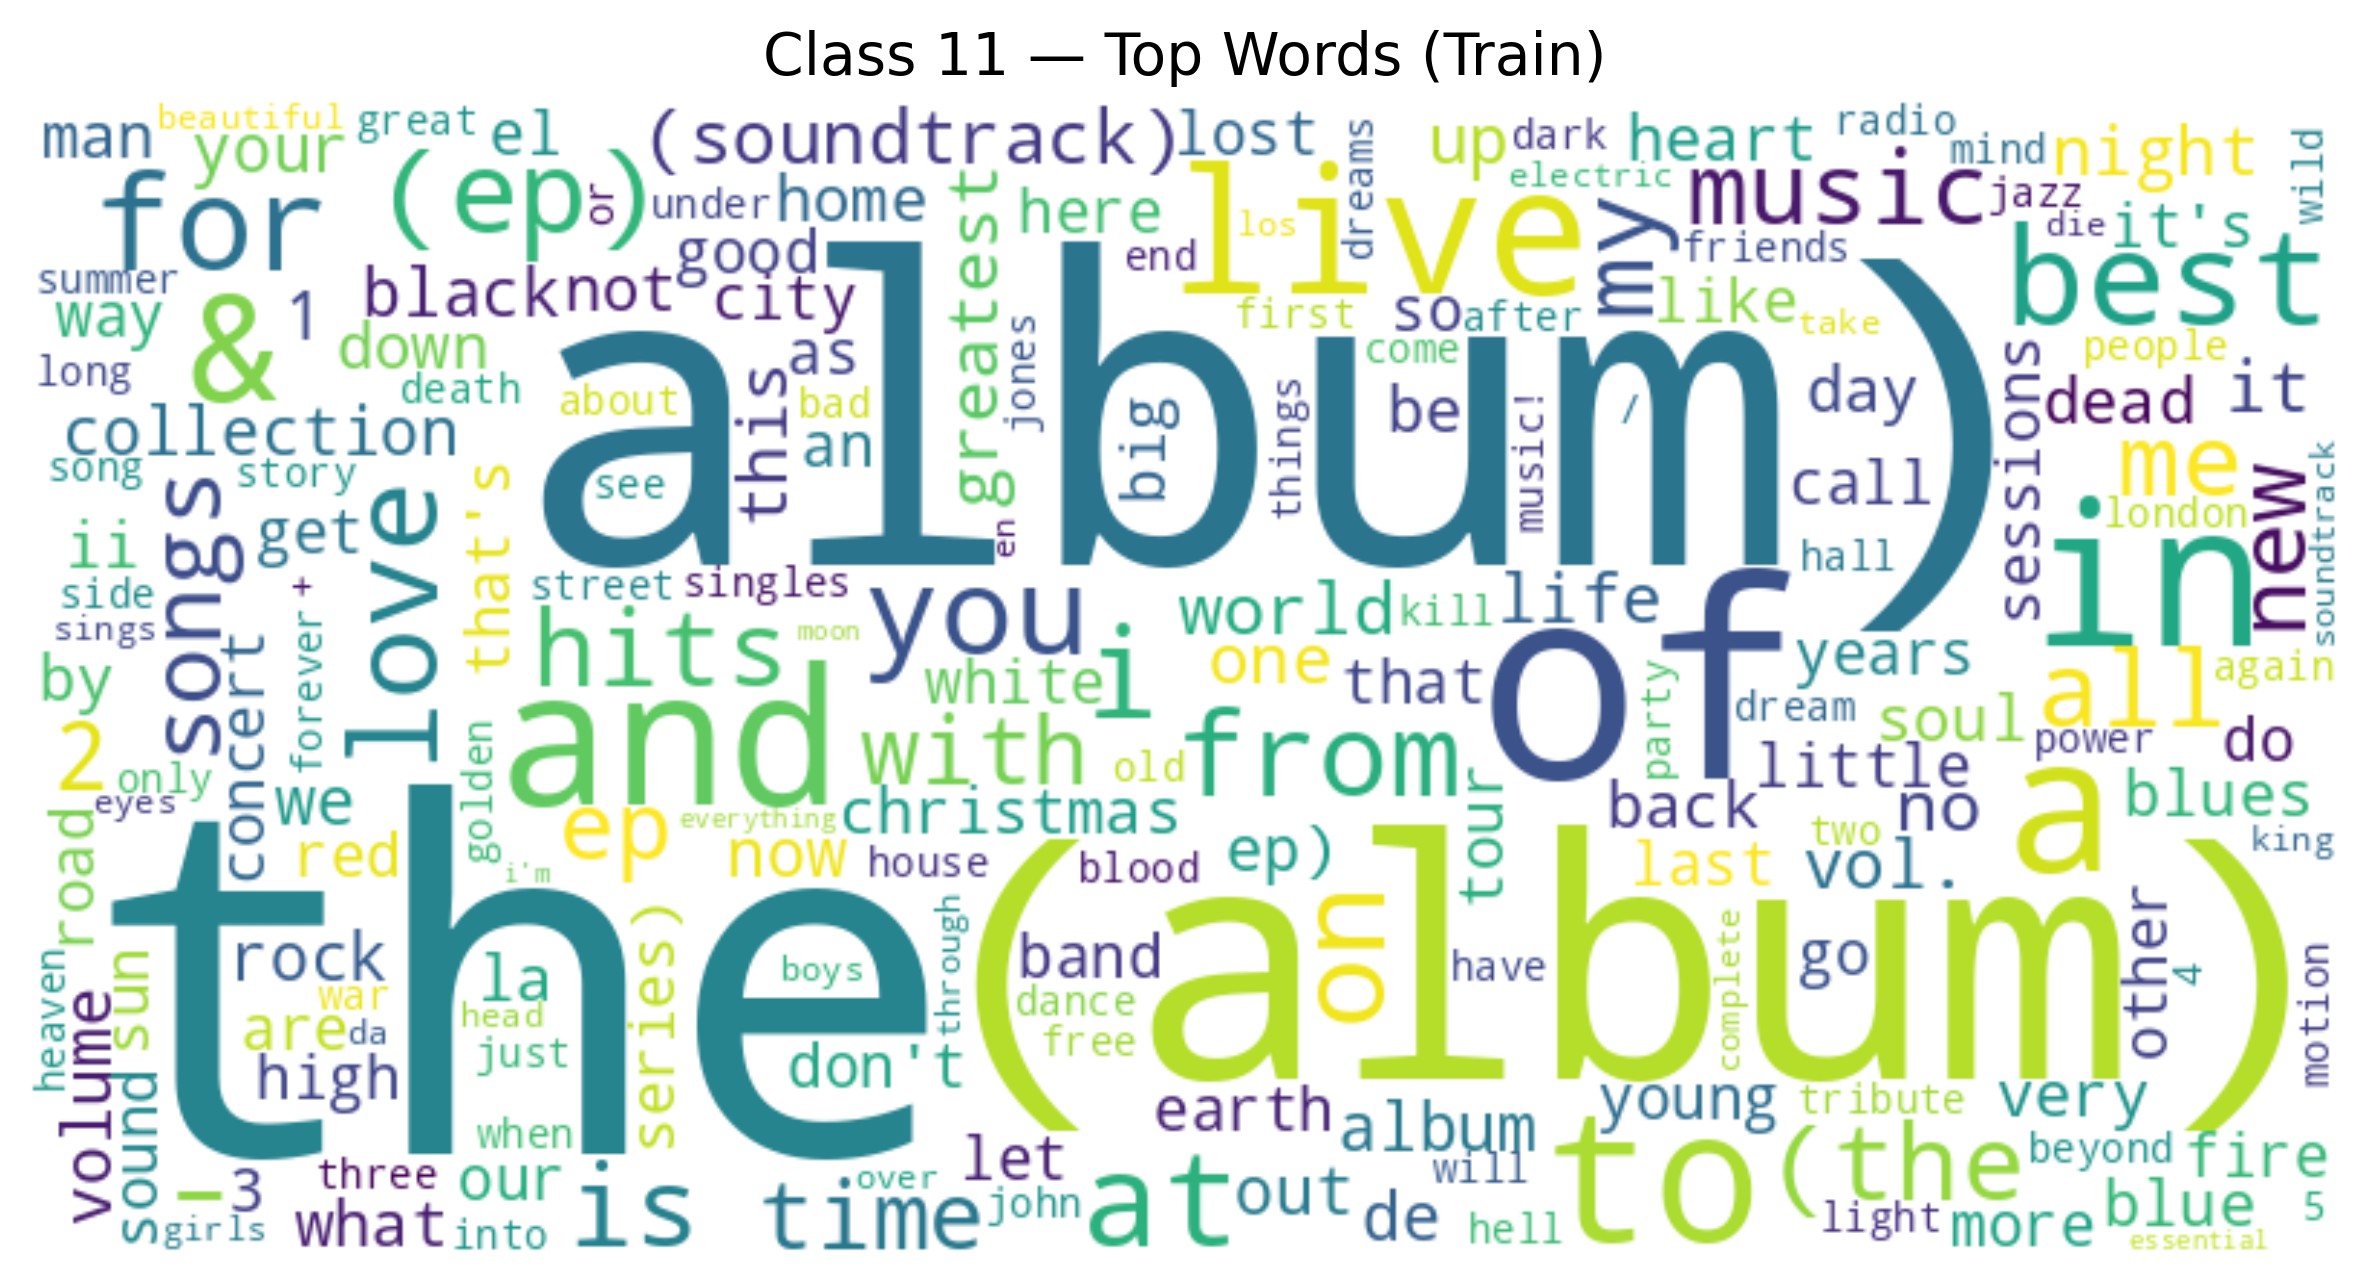 Class 11 — Top Words (Train)
man beautiful great el (soundtrack) lost dreams up dark heart radio mind night wild
your (ep) or under home greatest here live electric music jazz
for good los my friends die it's best
summer black not city end first so after like take
way & 1 down as jones come people
long death about bad this an big album) things be music! / day sessions dead it
collection
song story see call me new soundtrack
songs get love that's en hall london in
ii
side + street singles you world kill life of years
sings forever hits moon i one that all again
by concert white party dream soul power do
2 only golden and with old from little
eyes we everything christmas tour back no a blues
road red ep now house blood ep) last two vol. king
i'm
the (album)
rock la boys through band on have complete go other 4 motion
heaven sun war head series) dance
volume are da just don't free
high
sound when earth album young tribute very
– 3 three our is over let will to (the beyond fire
girls what into time john at out de hell light more blue 5
essential